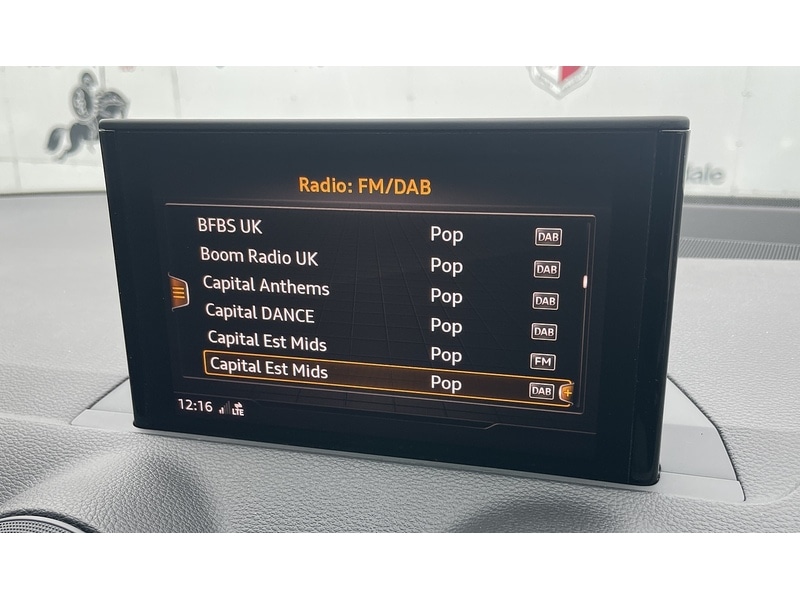 Radio: FM/DAB
BFBS UK Pop DAB
Boom Radio UK Pop DAB
Capital Anthems Pop DAB
Capital DANCE Pop DAB
Capital Est Mids Pop FM
Capital Est Mids Pop DAB +
12:16 LTE